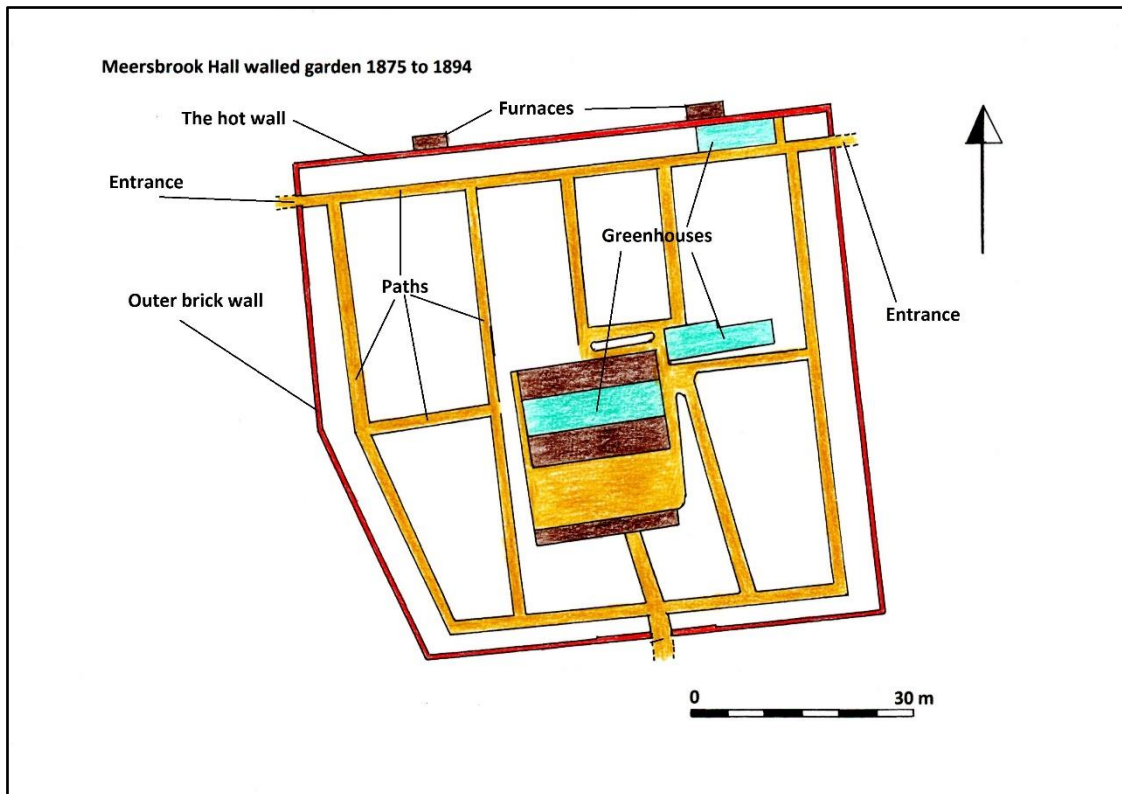 Meersbrook Hall walled garden 1875 to 1894
Furnaces
The hot wall
Entrance
Greenhouses
Paths
Outer brick wall
Entrance
0 30 m